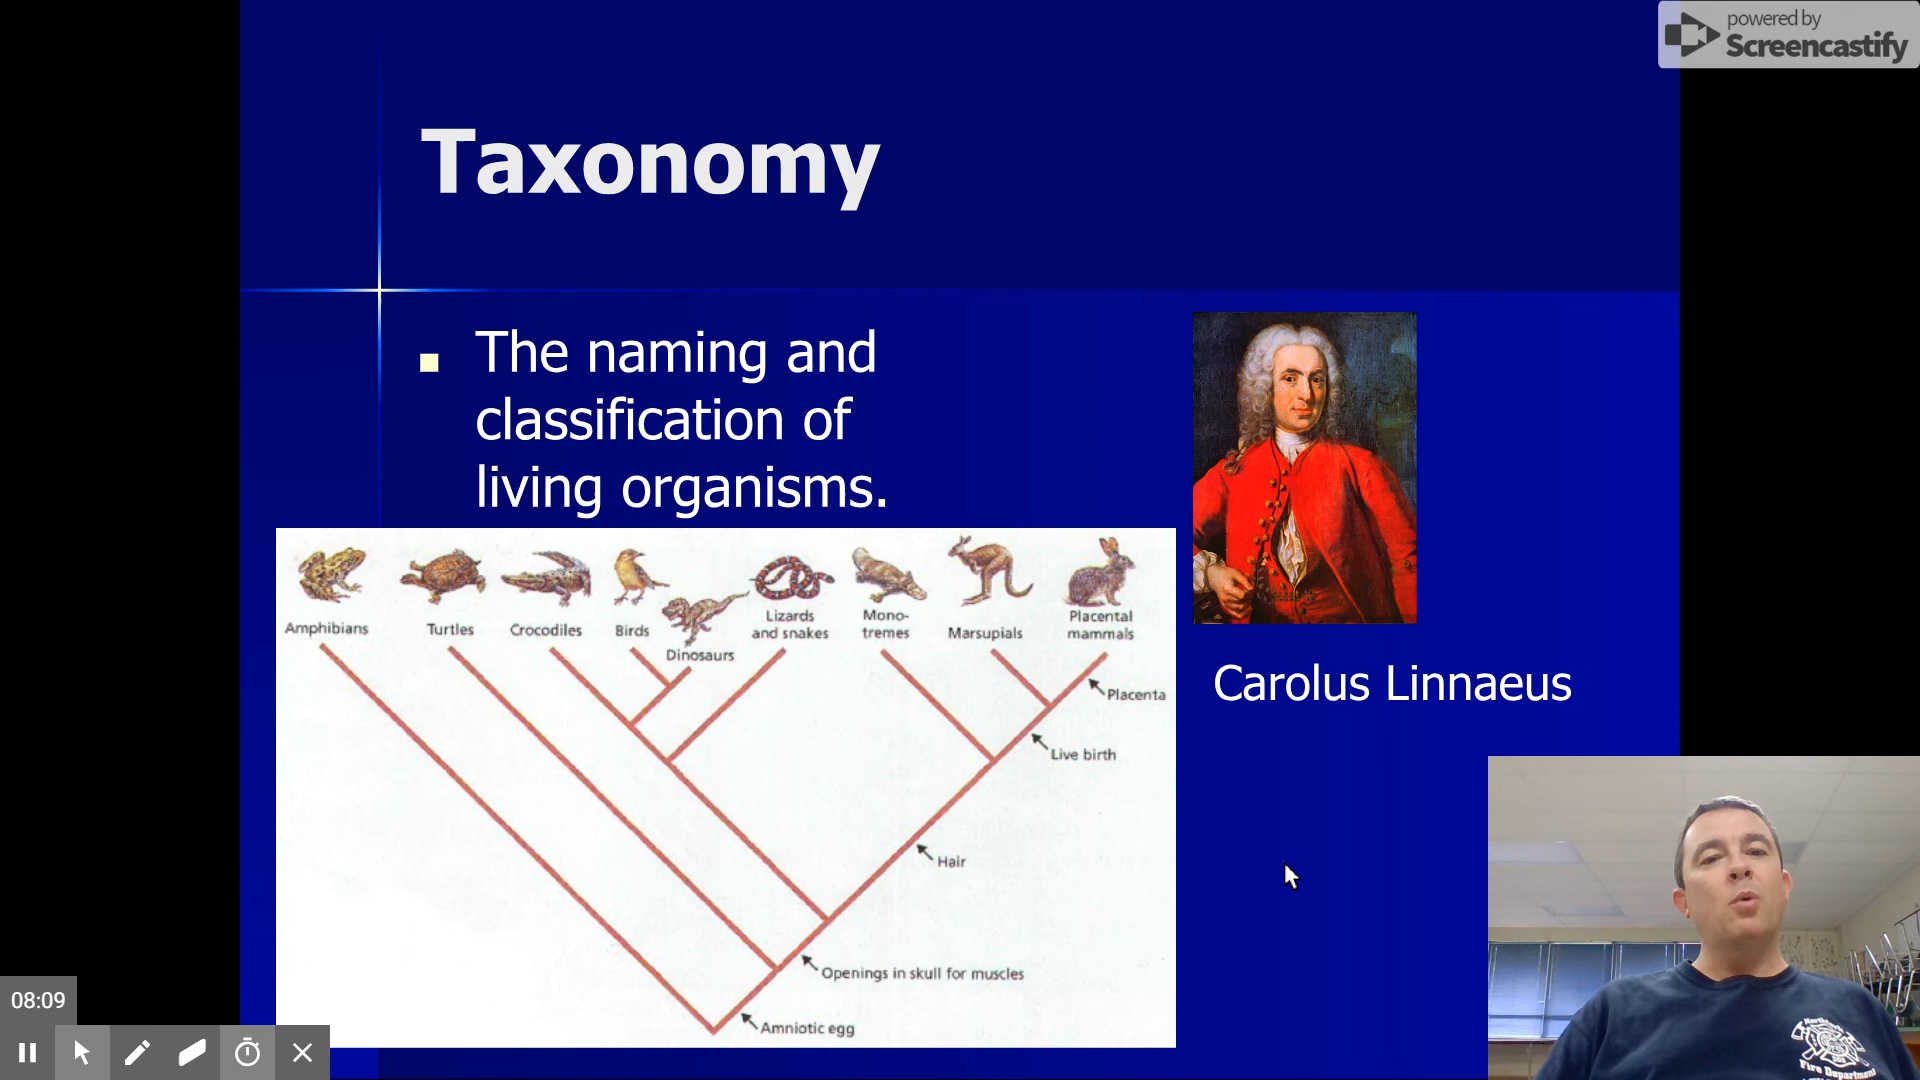 powered by
Screencastify
Taxonomy
The naming and
classification of
living organisms.
Amphibians
Turtles
Crocodiles
Birds
Dinosaurs
Lizards
and snakes
Mono-
tremes
Marsupials
Placental
mammals
Placenta
Live birth
Hair
Openings in skull for muscles
Amniotic egg
Carolus Linnaeus
08:09
Fire Department